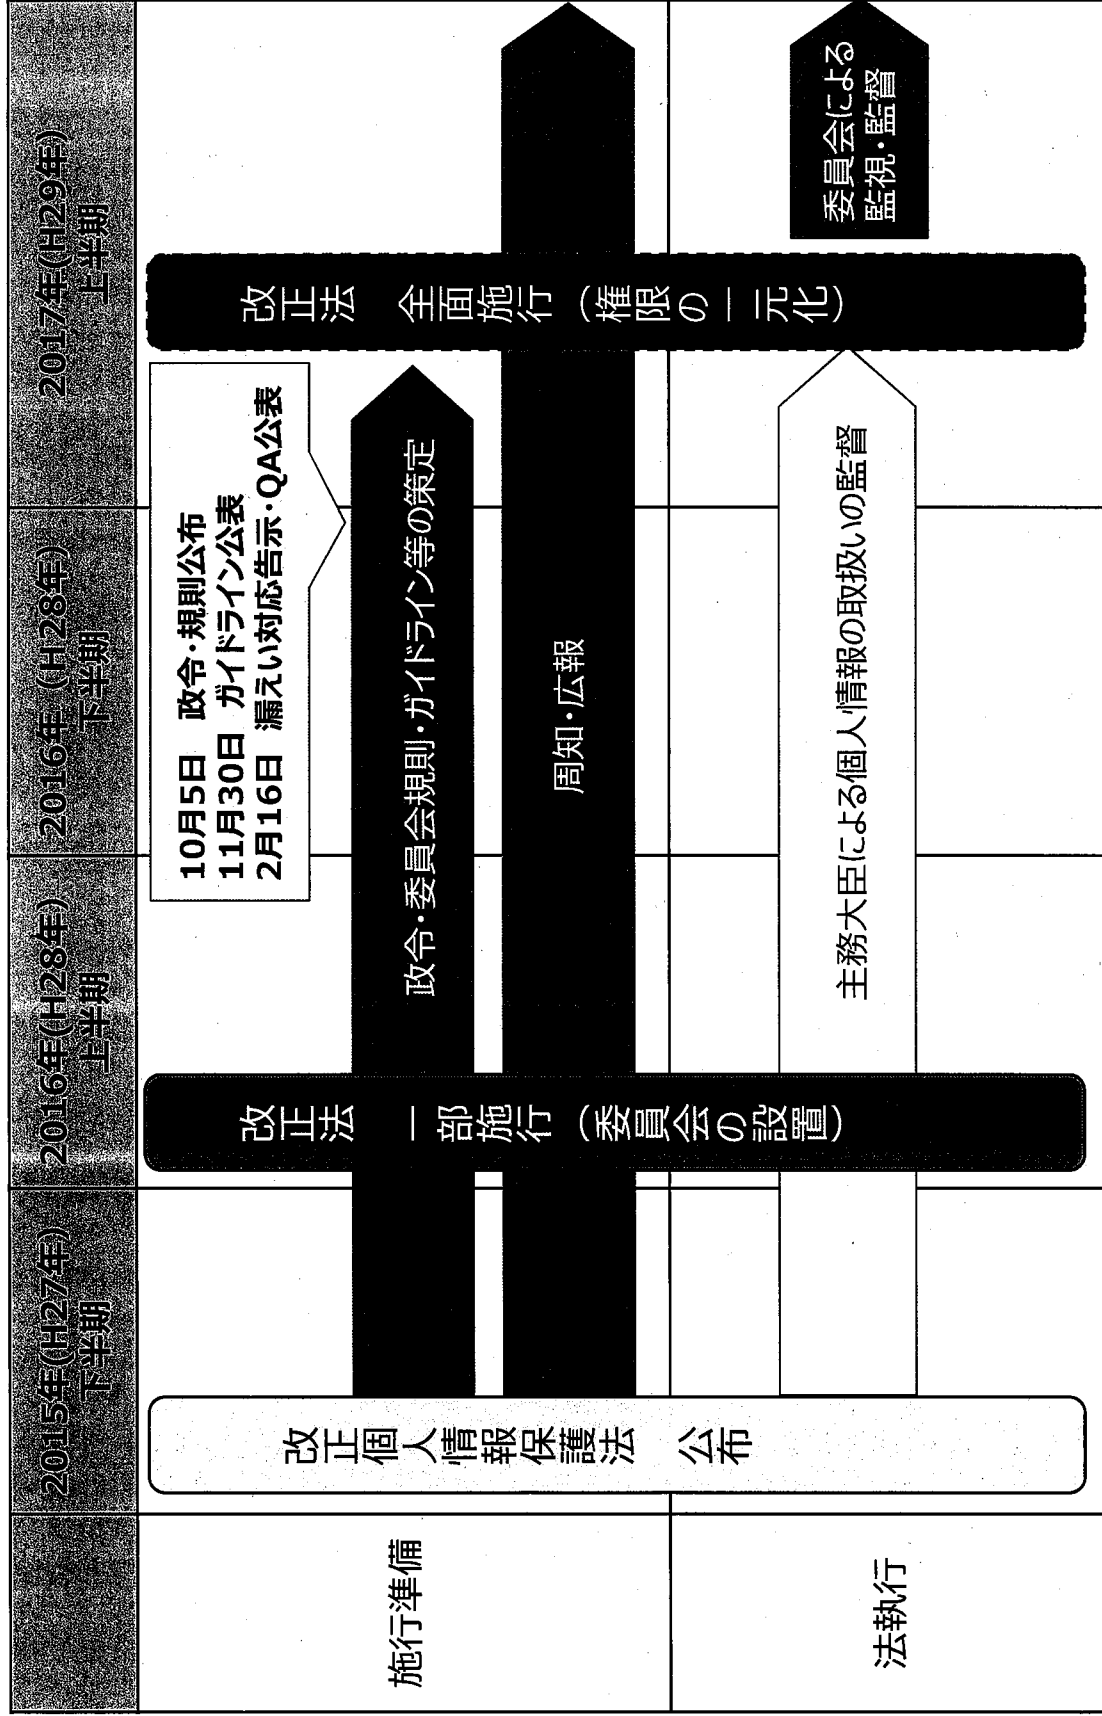 2015年(H27年)
下半期
2016年(H28年)
上半期
2016年(H28年)
下半期
2017年(H29年)
上半期
施行準備
法執行
改正個人情報保護法　公布
改正法　一部施行（委員会の設置）
改正法　全面施行（権限の一元化）
10月5日 政令・規則公布
11月30日 ガイドライン公表
2月16日 漏えい対応告示・QA公表
政令・委員会規則・ガイドライン等の策定
周知・広報
主務大臣による個人情報の取扱いの監督
委員会による
監視・監督